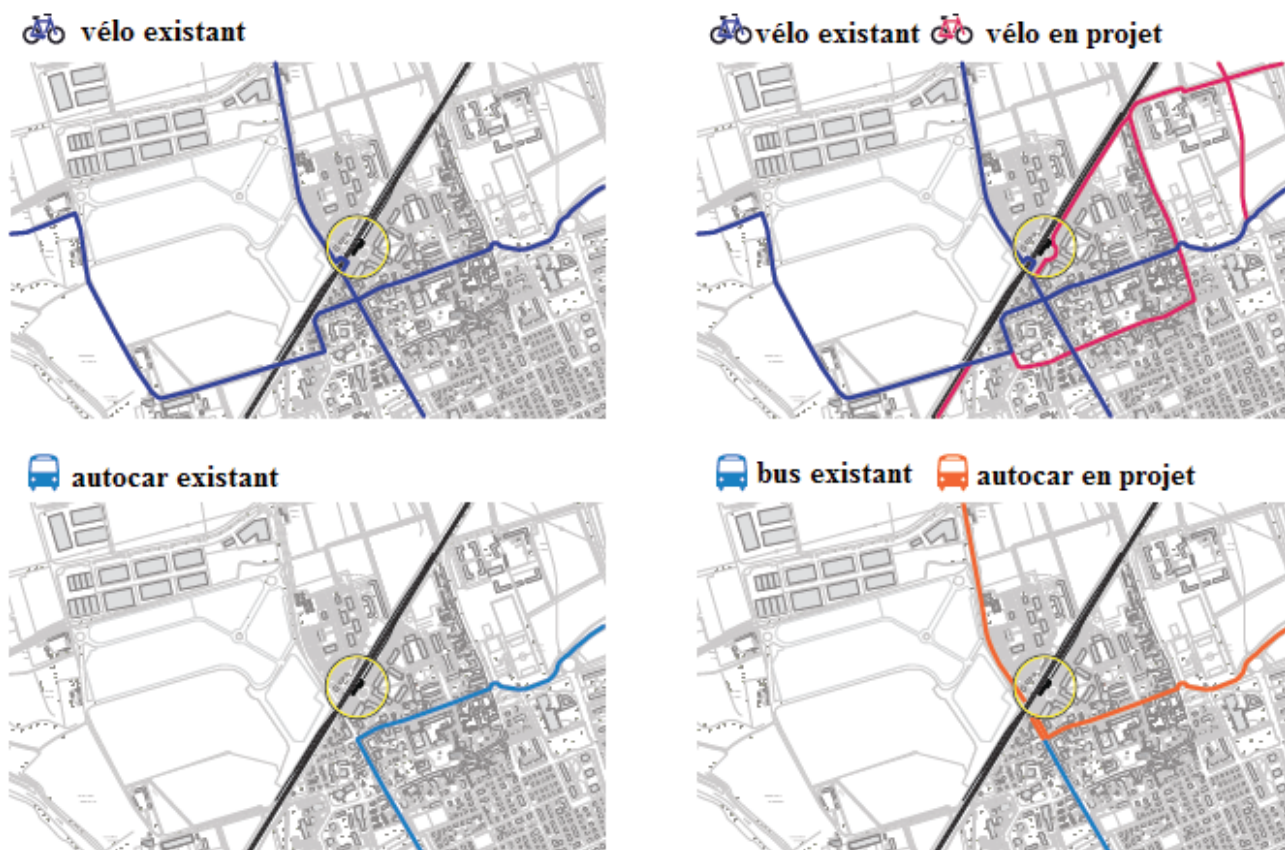 vélo existant
vélo existant vélo en projet
autocar existant
bus existant autocar en projet